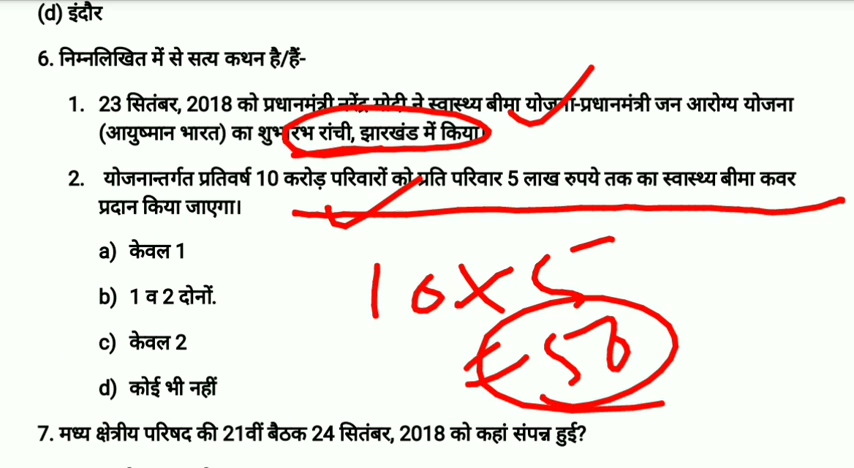 (d) इंदौर
6. निम्नलिखित में से सत्य कथन है/हैं-
1. 23 सितंबर, 2018 को प्रधानमंत्री नरेंद्र मोदी ने स्वास्थ्य बीमा योजना-प्रधानमंत्री जन आरोग्य योजना
(आयुष्मान भारत) का शुभारंभ रांची, झारखंड में किया।
2. योजनान्तर्गत प्रतिवर्ष 10 करोड़ परिवारों को प्रति परिवार 5 लाख रुपये तक का स्वास्थ्य बीमा कवर
प्रदान किया जाएगा।
a) केवल 1
b) 1 व 2 दोनों.
10 x 5
c) केवल 2
50
d) कोई भी नहीं
7. मध्य क्षेत्रीय परिषद की 21वीं बैठक 24 सितंबर, 2018 को कहां संपन्न हुई?